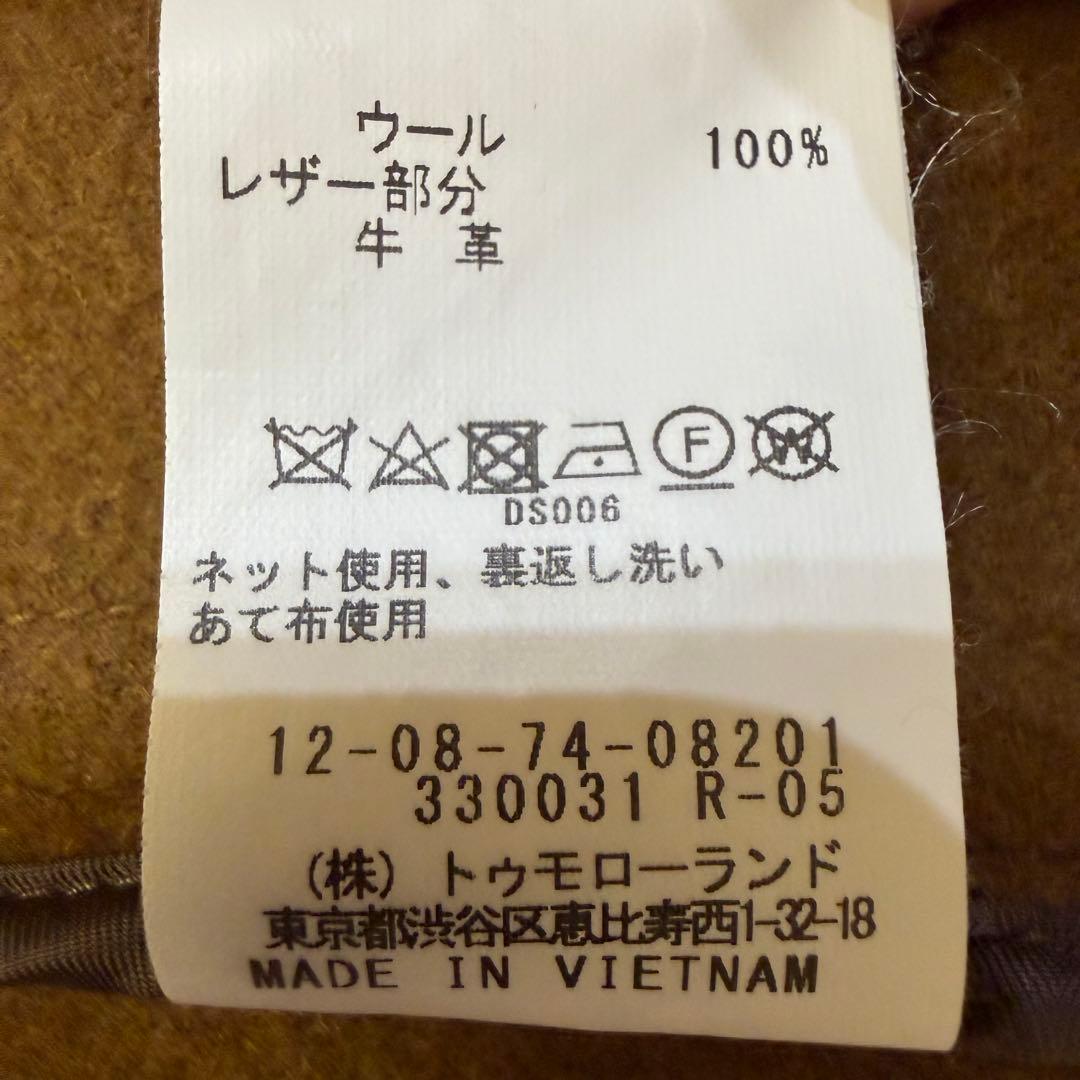 ウール 100%
レザー部分
牛 革
F W
DS006
ネット使用、裏返し洗い
あて布使用
12-08-74-08201
330031 R-05
(株) トゥモローランド
東京都渋谷区恵比寿西1-32-18
MADE IN VIETNAM